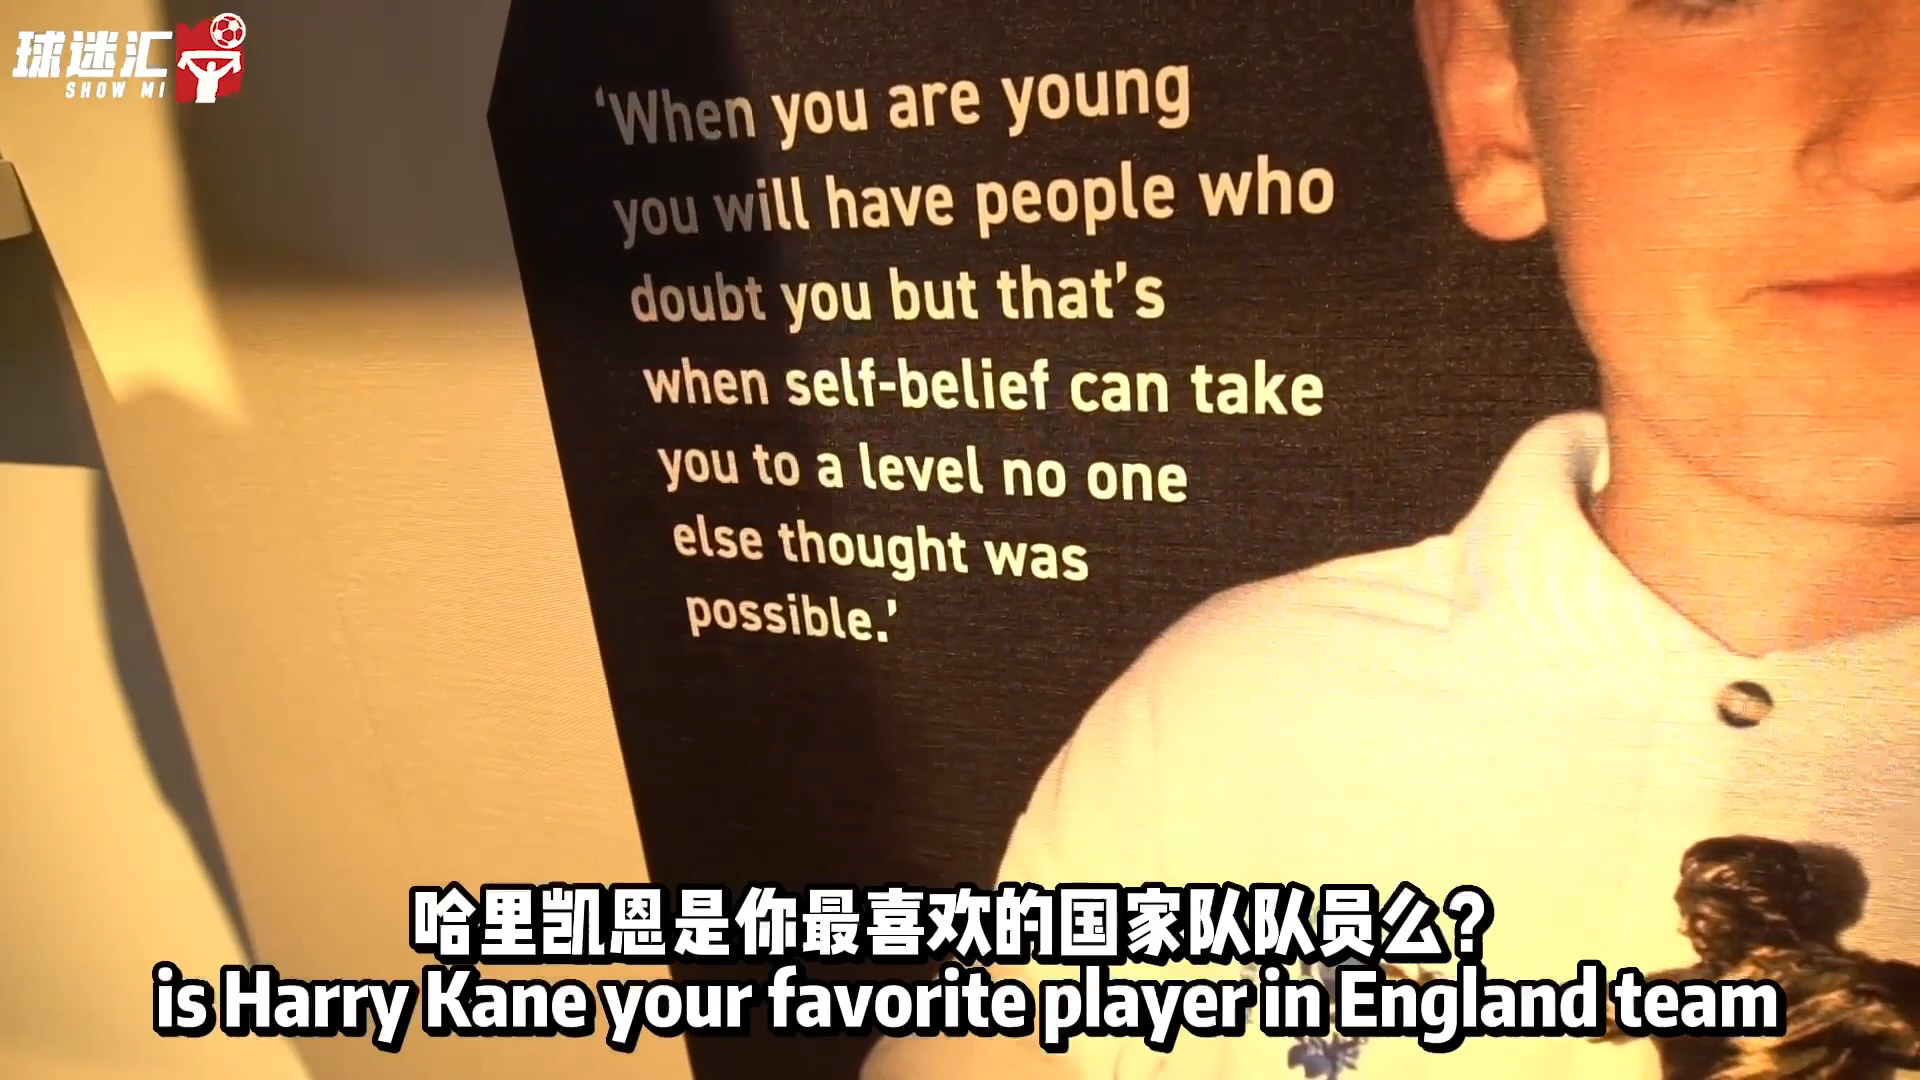 球迷汇
SHOW MI
‘When you are young
you will have people who
doubt you but that’s
when self-belief can take
you to a level no one
else thought was
possible.’
哈里凯恩是你最喜欢的国家队队员么？
is Harry Kane your favorite player in England team